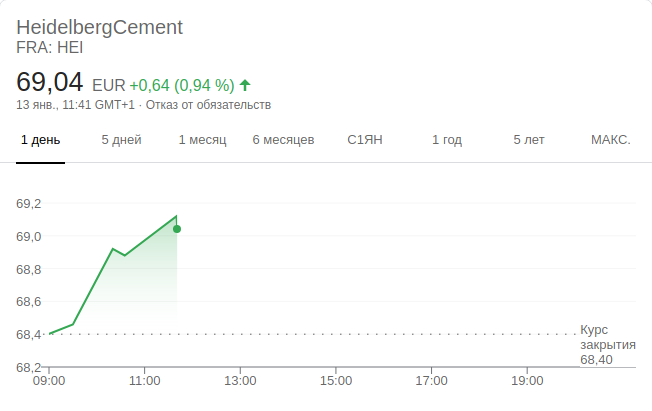 HeidelbergCement
FRA: HEI
69,04 EUR +0,64 (0,94 %)
13 янв., 11:41 GMT+1 · Отказ от обязательств
1 день 5 дней 1 месяц 6 месяцев С1ЯН 1 год 5 лет МАКС.
69,2
69,0
68,8
68,6
68,4
68,2
Курс
закрытия
68,40
09:00 11:00 13:00 15:00 17:00 19:00